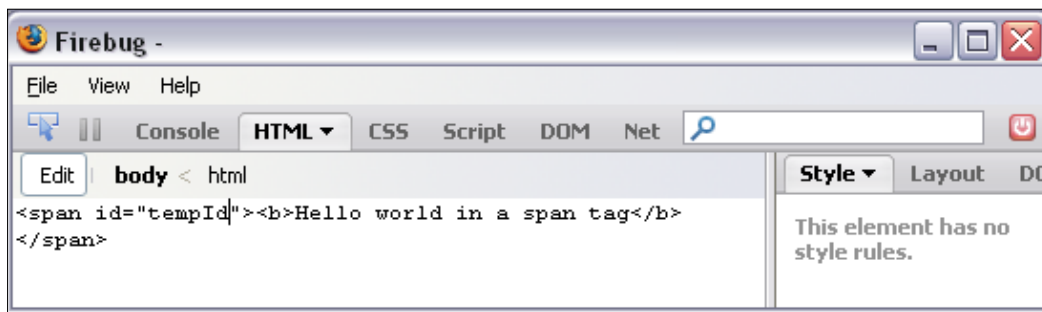 Firebug -
File View Help
Console HTML CSS Script DOM Net
Edit body < html
Style Layout
<span id="tempId"><b>Hello world in a span tag</b>
</span>
This element has no
style rules.